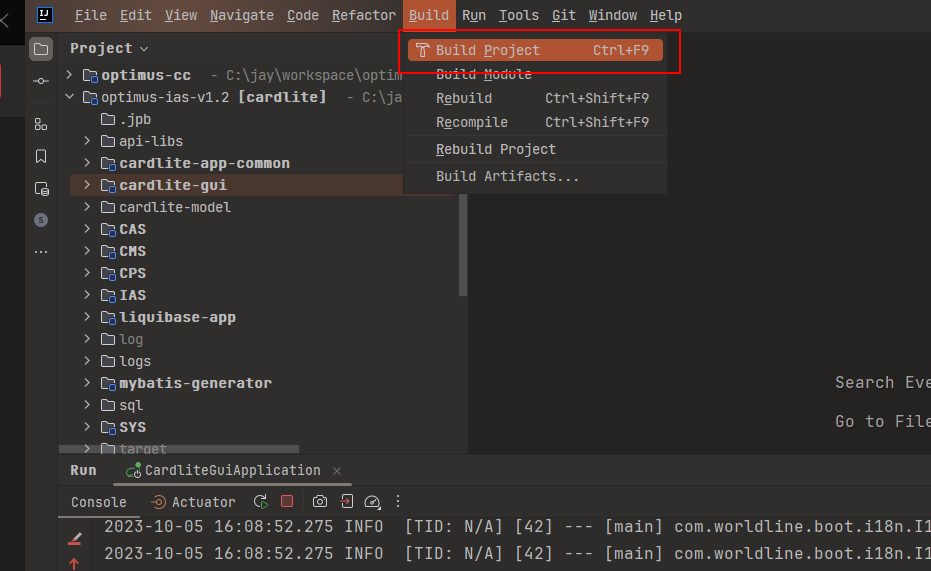 IJ File Edit View Navigate Code Refactor Build Run Tools Git Window Help
Project
Build Project Ctrl+F9
optimus-cc - C:\jay\workspace\optim
Build Module
optimus-ias-v1.2 [cardlite] - C:\ja
Rebuild Ctrl+Shift+F9
.jpb
Recompile Ctrl+Shift+F9
api-libs
Rebuild Project
cardlite-app-common
Build Artifacts...
cardlite-gui
cardlite-model
CAS
CMS
S
CPS
IAS
liquibase-app
log
logs
mybatis-generator
Search Eve
sql
Go to File
SYS
target
Run CardliteGuiApplication
Console Actuator
2023-10-05 16:08:52.275 INFO [TID: N/A] [42] --- [main] com.worldline.boot.i18n.I1
2023-10-05 16:08:52.275 INFO [TID: N/A] [42] --- [main] com.worldline.boot.i18n.I1